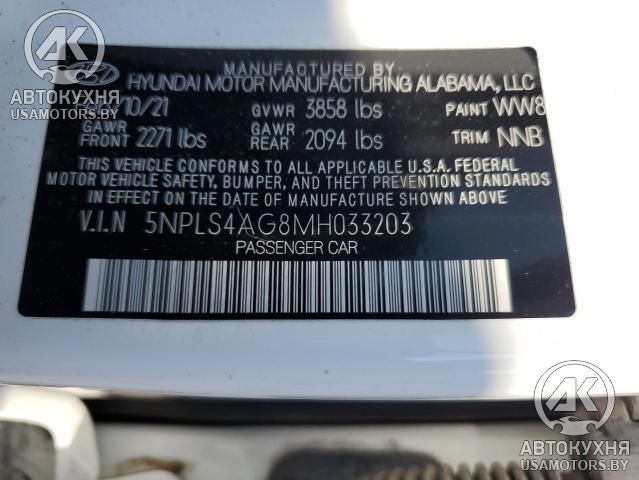 MANUFACTURED BY
HYUNDAI MOTOR MANUFACTURING ALABAMA, LLC
10/21 GVWR 3858 lbs PAINT WW8
GAWR FRONT 2271 lbs GAWR REAR 2094 lbs TRIM NNB
THIS VEHICLE CONFORMS TO ALL APPLICABLE U.S.A. FEDERAL
MOTOR VEHICLE SAFETY, BUMPER, AND THEFT PREVENTION STANDARDS
IN EFFECT ON THE DATE OF MANUFACTURE SHOWN ABOVE.
V.I.N 5NPLS4AG8MH033203
PASSENGER CAR
АК
АВТОКУХНЯ
USAMOTORS.BY
АК
АВТОКУХНЯ
USAMOTORS.BY